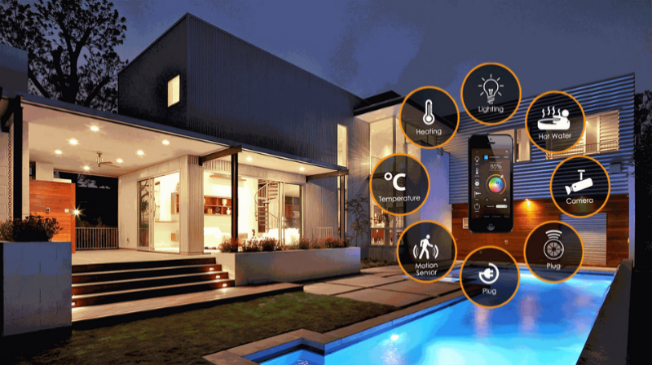 Lighting
Heating
Hot Water
°C
Temperature
Camera
Motion
Sensor
Plug
Plug